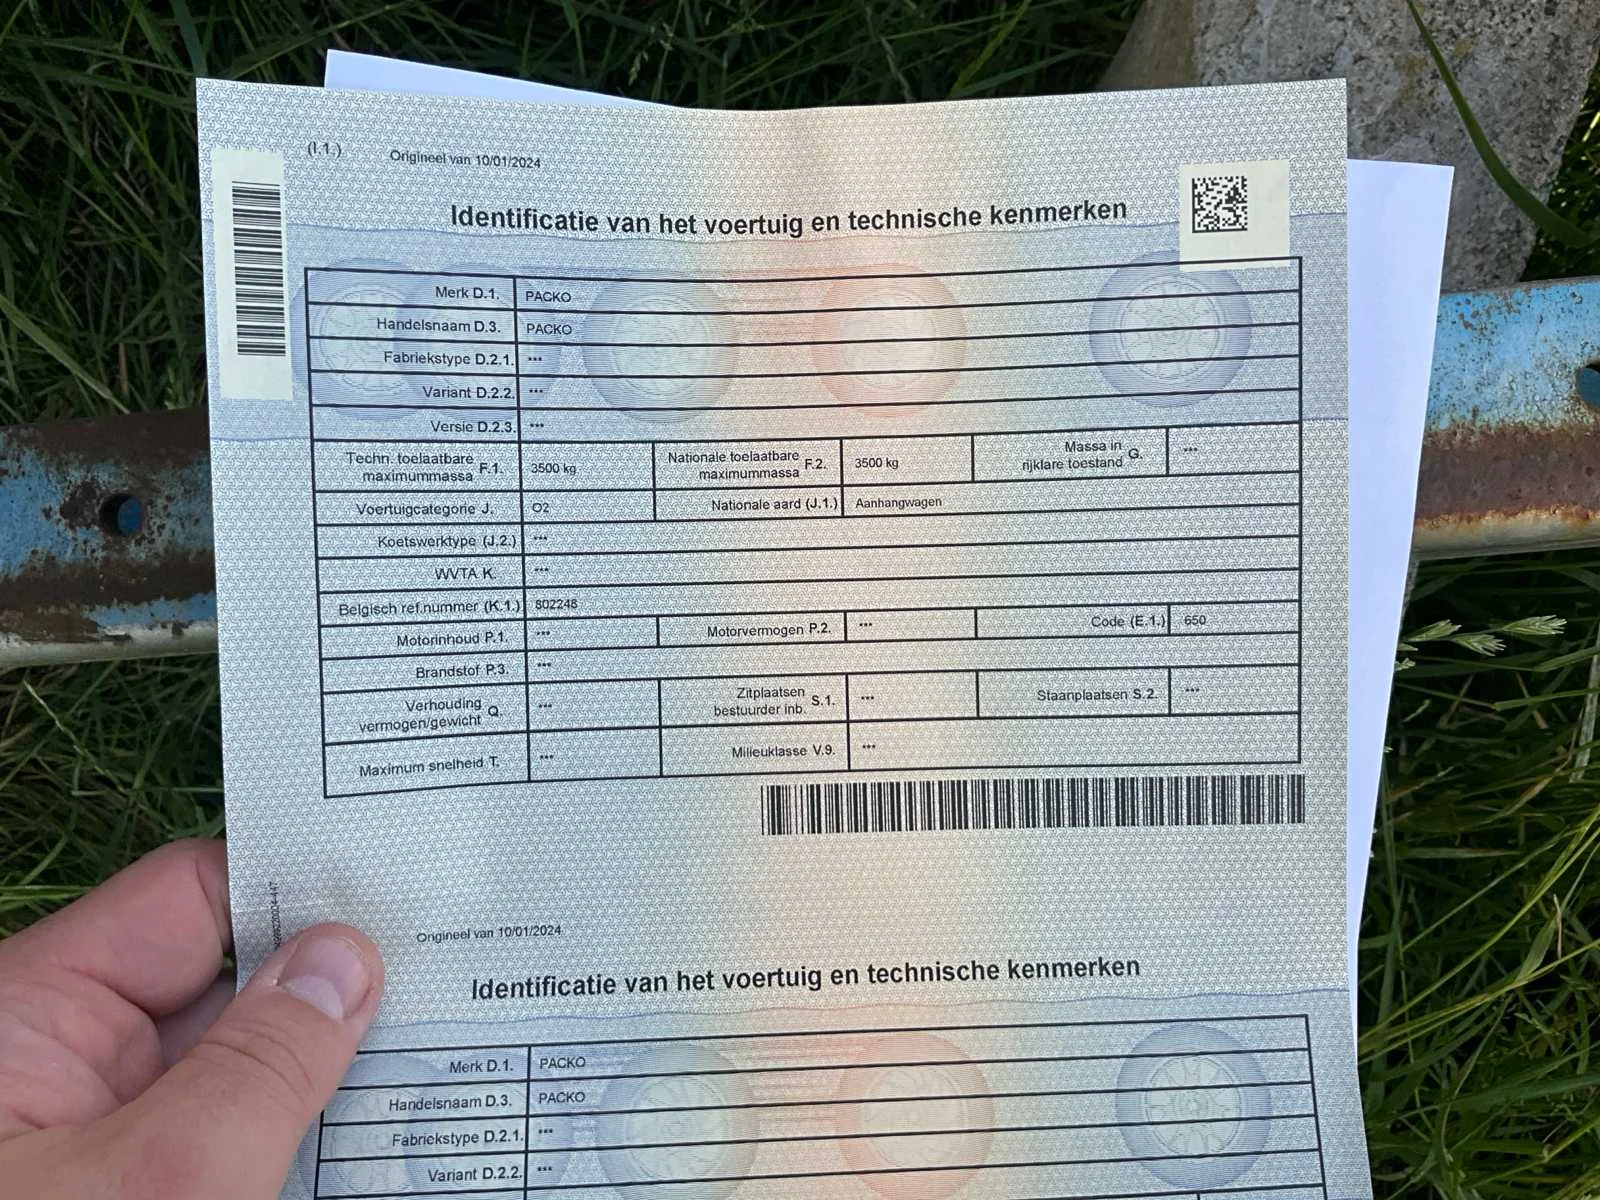 (I.1.) Origineel van 10/01/2024
Identificatie van het voertuig en technische kenmerken
Merk D.1. PACKO
Handelsnaam D.3. PACKO
Fabriekstype D.2.1. ***
Variant D.2.2. ***
Versie D.2.3. ***
Techn. toelaatbare maximummassa F.1. 3500 kg Nationale toelaatbare maximummassa F.2. 3500 kg Massa in rijklare toestand G. ***
Voertuigcategorie J. O2 Nationale aard (J.1.) Aanhangwagen
Koetswerktype (J.2.) ***
WVTA K. ***
Belgisch ref.nummer (K.1.) 802248
Motorinhoud P.1. *** Motorvermogen P.2. *** Code (E.1.) 650
Brandstof P.3. ***
Verhouding vermogen/gewicht Q. *** Zitplaatsen bestuurder inb. S.1. *** Staanplaatsen S.2. ***
Maximum snelheid T. *** Milieuklasse V.9. ***
Origineel van 10/01/2024
Identificatie van het voertuig en technische kenmerken
Merk D.1. PACKO
Handelsnaam D.3. PACKO
Fabriekstype D.2.1. ***
Variant D.2.2. ***